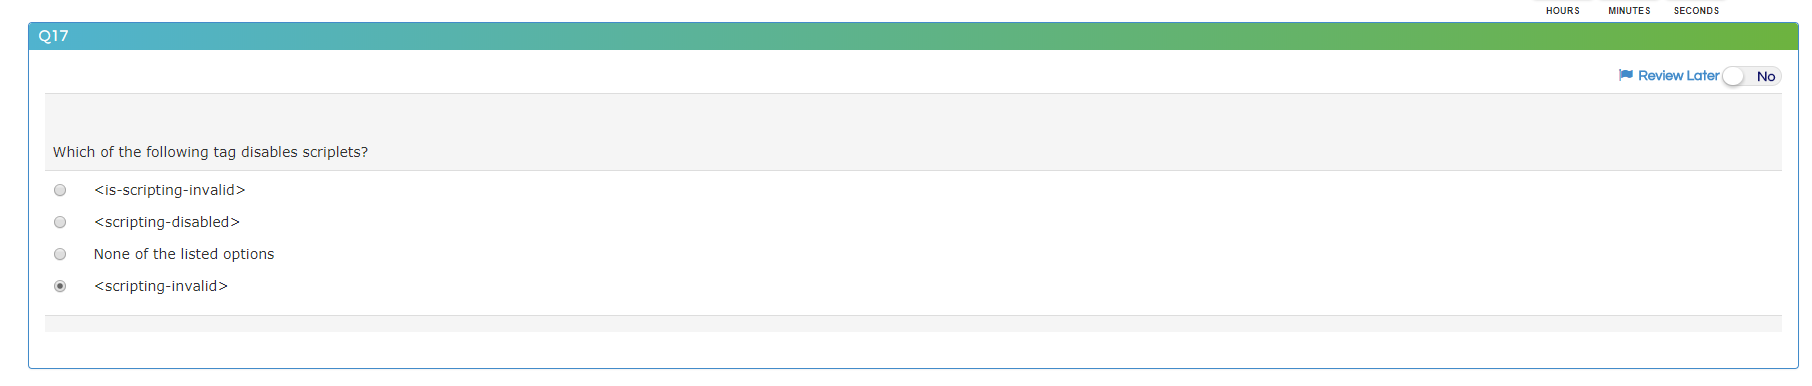 HOURS MINUTES SECONDS
Q17
Review Later No
Which of the following tag disables scriplets?
<is-scripting-invalid>
<scripting-disabled>
None of the listed options
<scripting-invalid>